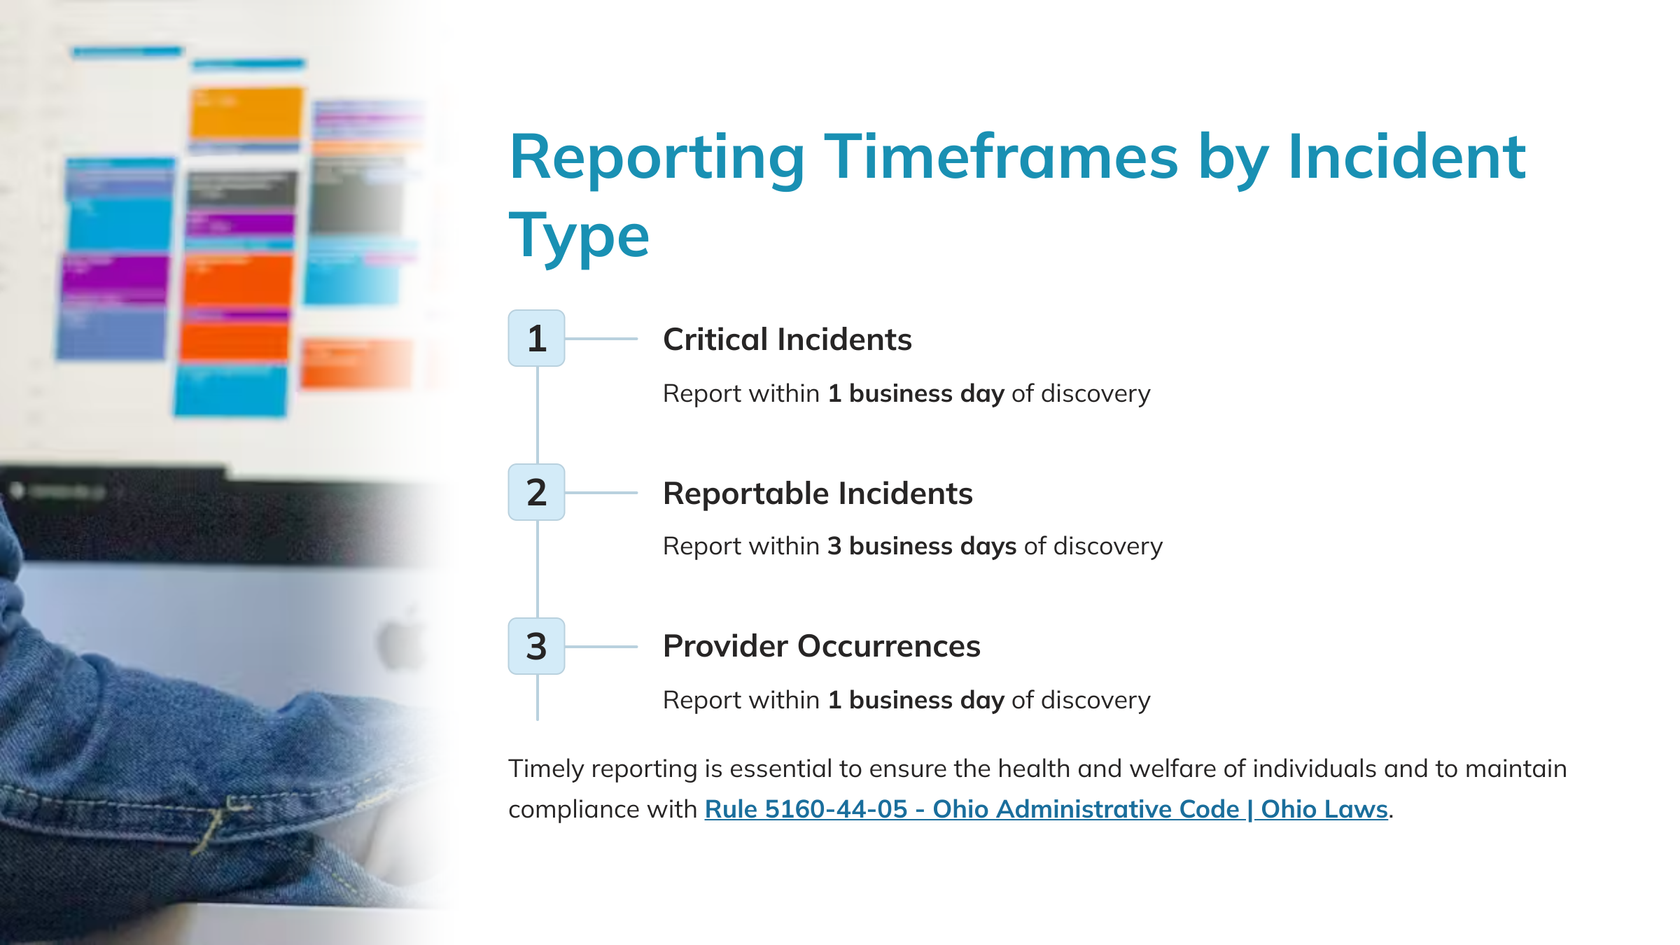 Reporting Timeframes by Incident
Type
1
Critical Incidents
Report within 1 business day of discovery
2
Reportable Incidents
Report within 3 business days of discovery
3
Provider Occurrences
Report within 1 business day of discovery
Timely reporting is essential to ensure the health and welfare of individuals and to maintain
compliance with Rule 5160-44-05 - Ohio Administrative Code | Ohio Laws.